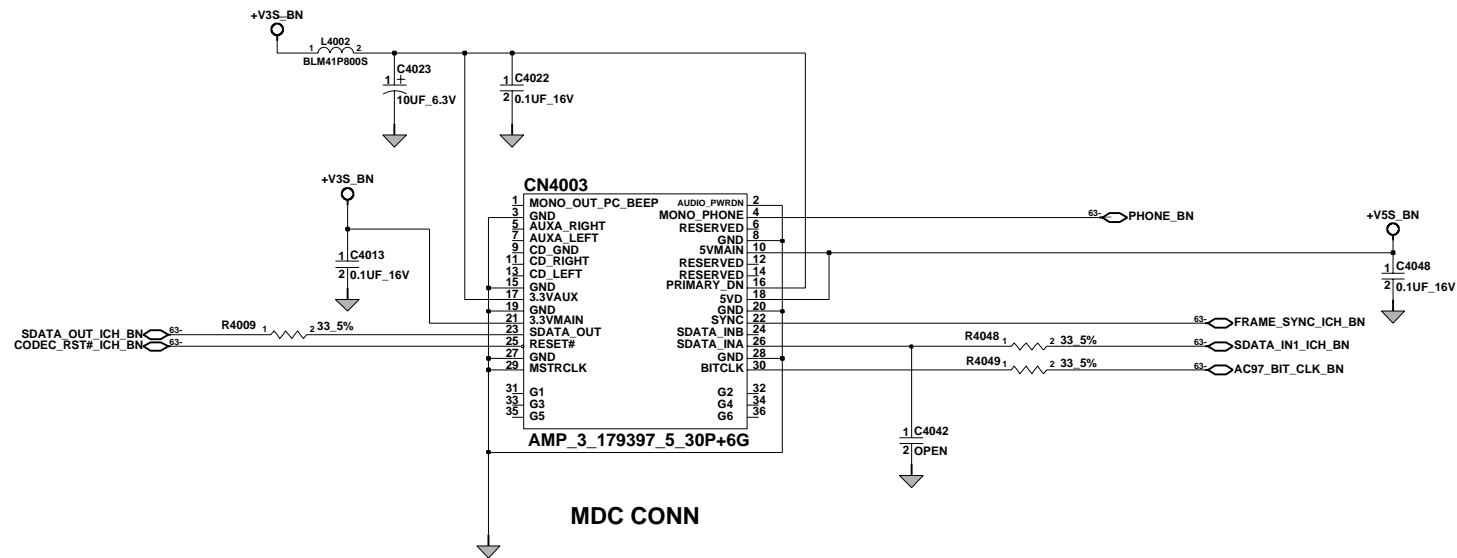 +V3S_BN
L4002
1 2
BLM41P800S
C4023
1 +
2
10UF_6.3V
1 C4022
2 0.1UF_16V
+V3S_BN
1 C4013
2 0.1UF_16V
CN4003
1 MONO_OUT_PC_BEEP AUDIO_PWRDN 2
3 GND MONO_PHONE 4
5 AUXA_RIGHT RESERVED 6
7 AUXA_LEFT GND 8
9 CD_GND 5VMAIN 10
11 CD_RIGHT RESERVED 12
13 CD_LEFT RESERVED 14
15 GND PRIMARY_DN 16
17 3.3VAUX 5VD 18
19 GND GND 20
21 3.3VMAIN SYNC 22
23 SDATA_OUT SDATA_INB 24
25 RESET# SDATA_INA 26
27 GND GND 28
29 MSTRCLK BITCLK 30
31 G1 G2 32
33 G3 G4 34
35 G5 G6 36
AMP_3_179397_5_30P+6G
63- PHONE_BN
+V5S_BN
1 C4048
2 0.1UF_16V
SDATA_OUT_ICH_BN 63- R4009 1 2 33_5%
CODEC_RST#_ICH_BN 63-
63- FRAME_SYNC_ICH_BN
R4048 1 2 33_5% 63- SDATA_IN1_ICH_BN
R4049 1 2 33_5% 63- AC97_BIT_CLK_BN
1 C4042
2 OPEN
MDC CONN